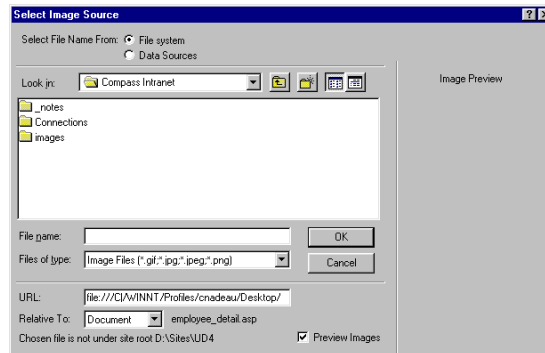 Select Image Source
Select File Name From: File system
Data Sources
Look in: Compass Intranet
Image Preview
_notes
Connections
images
File name: OK
Files of type: Image Files (*.gif;*.jpg;*.jpeg;*.png) Cancel
URL: file:///C|/WINNT/Profiles/cnadeau/Desktop/
Relative To: Document employee_detail.asp
Chosen file is not under site root D:\Sites\UD4 Preview Images